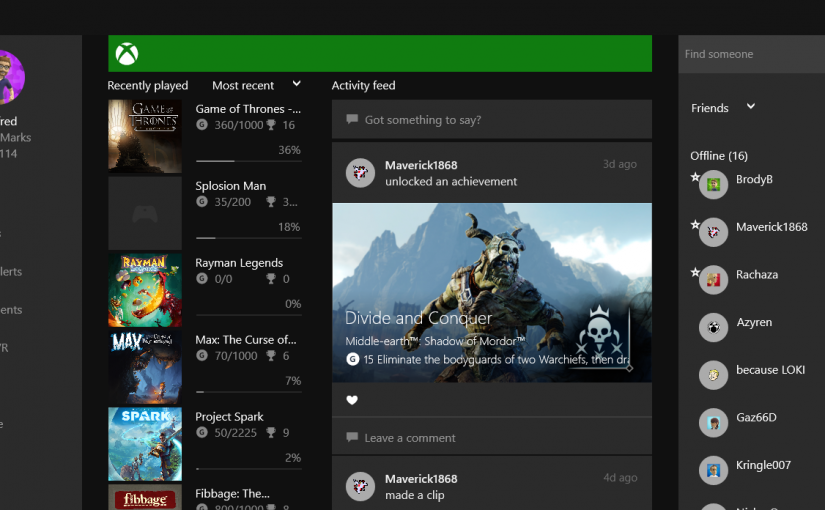 red
Marks
114
lerts
ents
/R
Recently played
Most recent
GAME OF THRONES
Game of Thrones -...
G 360/1000 16
36%
Splosion Man
G 35/200 3...
18%
RAYMAN LEGENDS
Rayman Legends
G 0/0 0
0%
MAX
Max: The Curse of...
G 70/1000 6
7%
SPARK
Project Spark
G 50/2225 9
2%
fibbage
Fibbage: The...
G 800/1000 8
Activity feed
Got something to say?
Maverick1868
3d ago
unlocked an achievement
Divide and Conquer
Middle-earth™: Shadow of Mordor™
G 15 Eliminate the bodyguards of two Warchiefs, then dr
Leave a comment
Maverick1868
4d ago
made a clip
Find someone
Friends
Offline (16)
BrodyB
Maverick1868
Rachaza
Azyren
because LOKI
Gaz66D
Kringle007